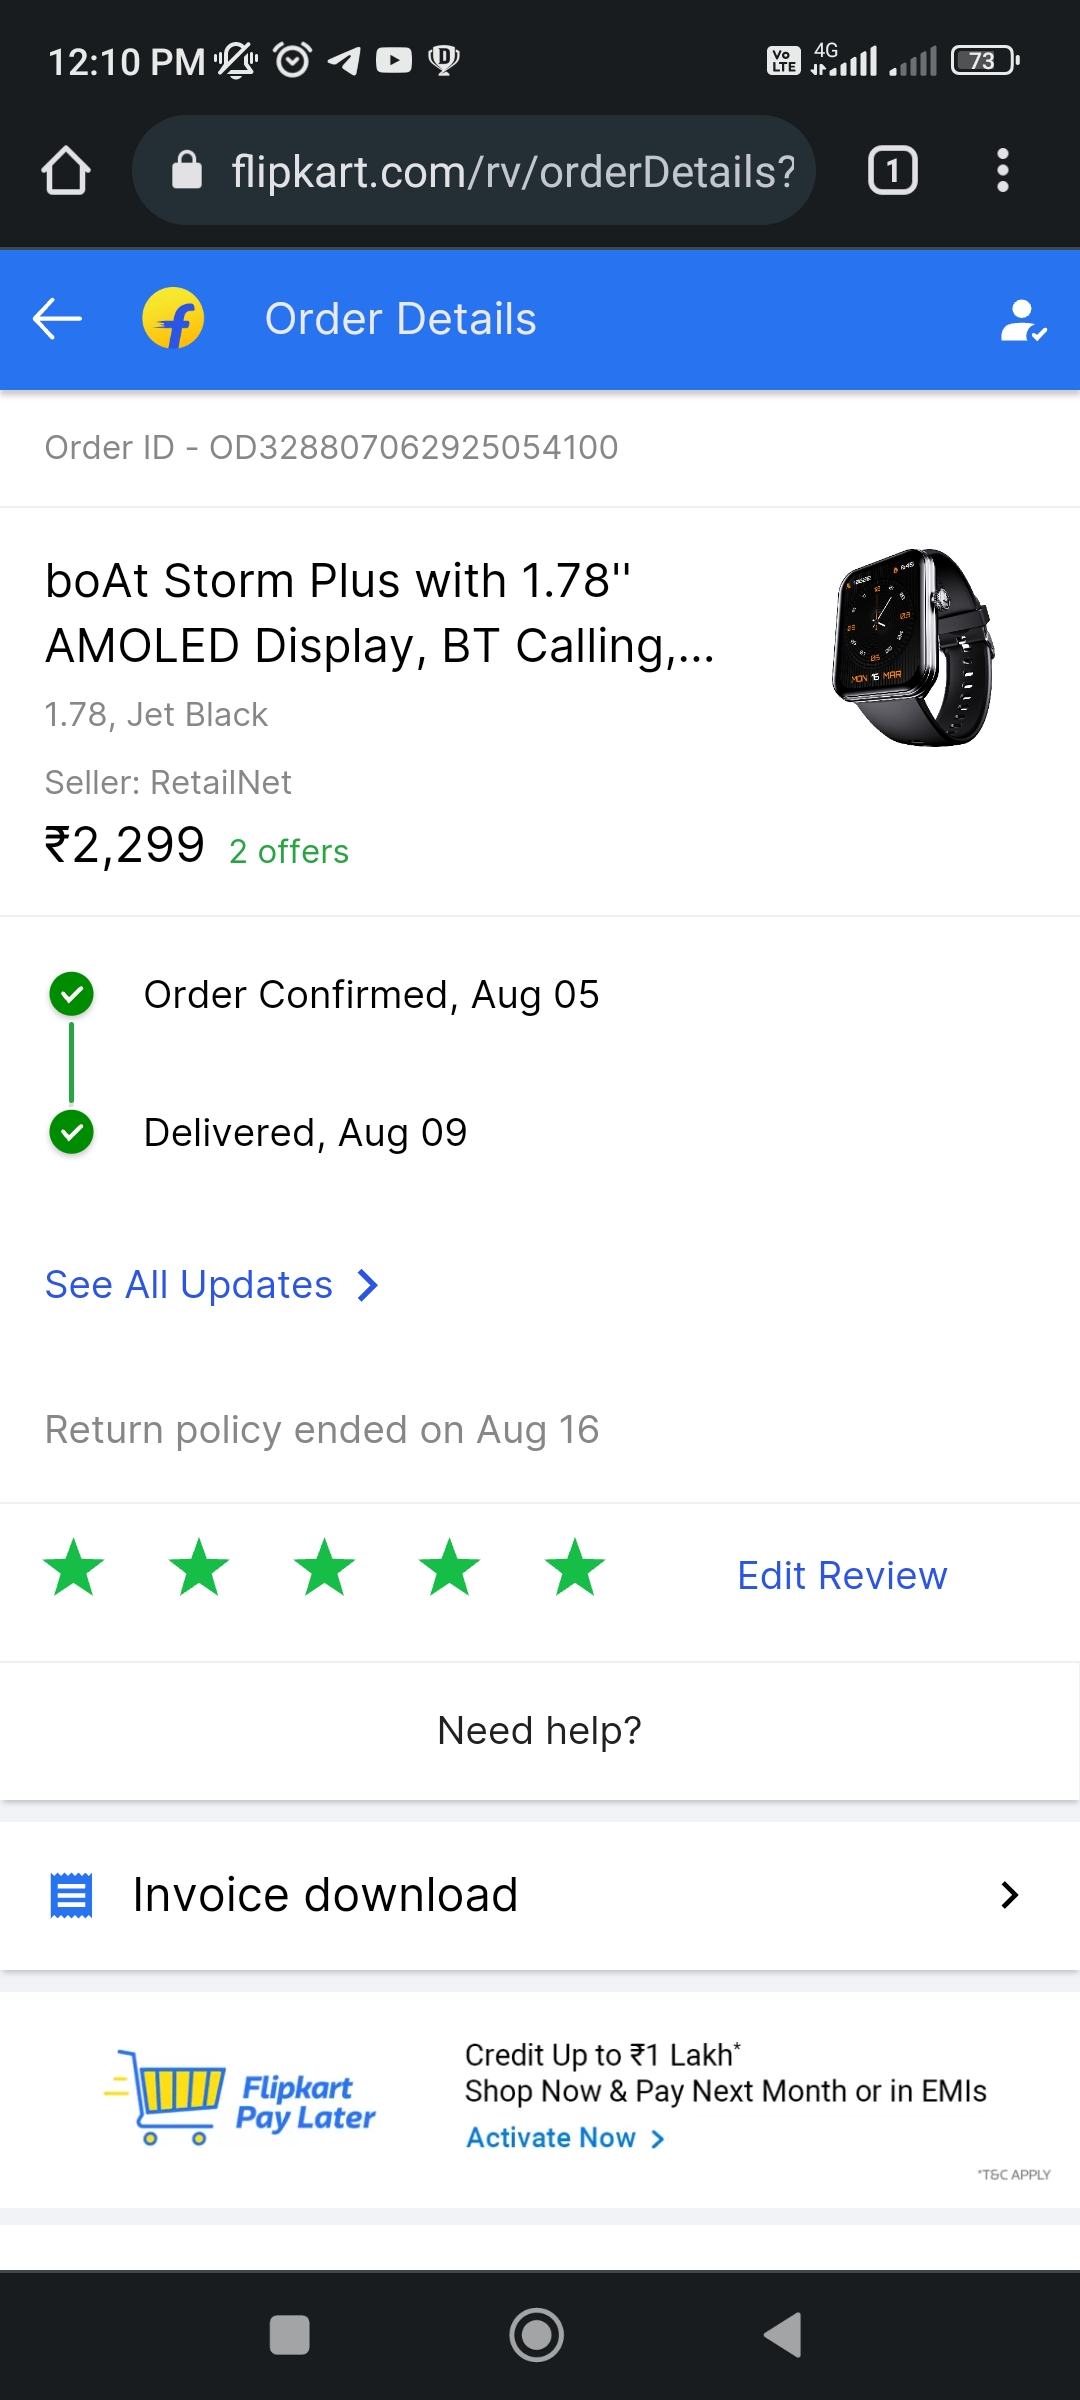 12:10 PM
Vo LTE 4G 73
flipkart.com/rv/orderDetails?
1
Order Details
Order ID - OD328807062925054100
boAt Storm Plus with 1.78"
AMOLED Display, BT Calling,...
1.78, Jet Black
Seller: RetailNet
₹2,299 2 offers
Order Confirmed, Aug 05
Delivered, Aug 09
See All Updates
Return policy ended on Aug 16
Edit Review
Need help?
Invoice download
Flipkart
Pay Later
Credit Up to ₹1 Lakh*
Shop Now & Pay Next Month or in EMIs
Activate Now
*T&C APPLY